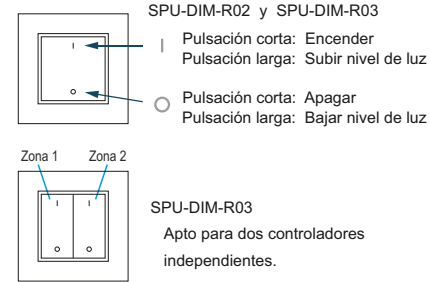 SPU-DIM-R02 y SPU-DIM-R03
I Pulsación corta: Encender
Pulsación larga: Subir nivel de luz
O Pulsación corta: Apagar
Pulsación larga: Bajar nivel de luz
I
O
Zona 1 Zona 2
I I
O O
SPU-DIM-R03
Apto para dos controladores
independientes.